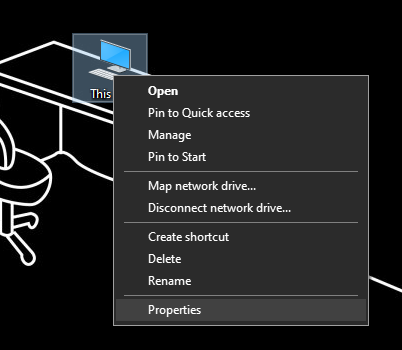 This
Open
Pin to Quick access
Manage
Pin to Start
Map network drive...
Disconnect network drive...
Create shortcut
Delete
Rename
Properties